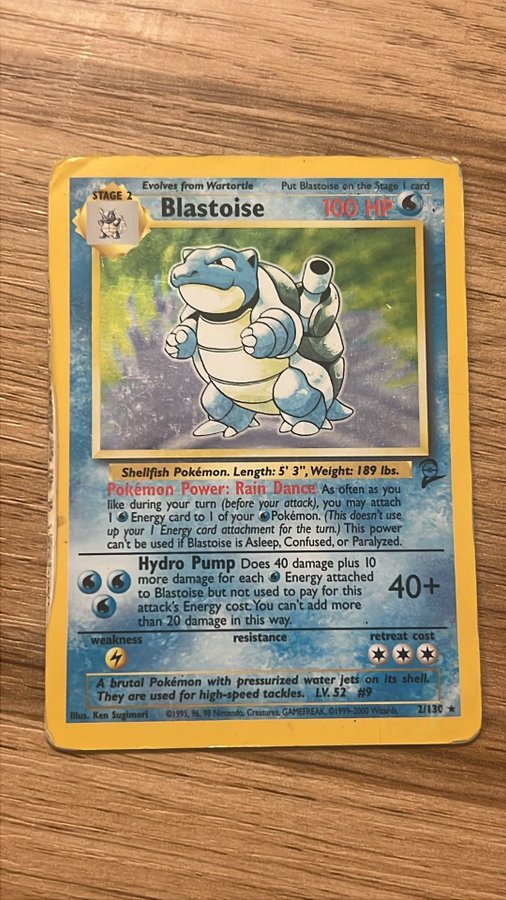 Evolves from Wartortle Put Blastoise on the Stage 1 card
STAGE 2
Blastoise 100 HP
Shellfish Pokémon. Length: 5' 3", Weight: 189 lbs.
Pokémon Power: Rain Dance As often as you
like during your turn (before your attack), you may attach
1 Energy card to 1 of your Pokémon. (This doesn't use
up your 1 Energy card attachment for the turn.) This power
can't be used if Blastoise is Asleep, Confused, or Paralyzed.
Hydro Pump Does 40 damage plus 10
more damage for each Energy attached
to Blastoise but not used to pay for this
attack's Energy cost. You can't add more
than 20 damage in this way.
40+
weakness resistance retreat cost
A brutal Pokémon with pressurized water jets on its shell.
They are used for high-speed tackles. LV. 52 #9
Illus. Ken Sugimori ©1995, 96, 98 Nintendo, Creatures, GAMEFREAK. ©1999-2000 Wizards. 2/130 ★